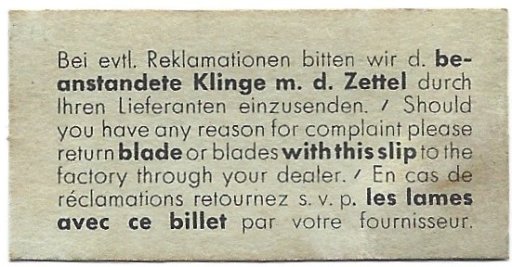 Bei evtl. Reklamationen bitten wir d. be-
anstandete Klinge m. d. Zettel durch
Ihren Lieferanten einzusenden. / Should
you have any reason for complaint please
return blade or blades with this slip to the
factory through your dealer. / En cas de
réclamations retournez s. v. p. les lames
avec ce billet par votre fournisseur.